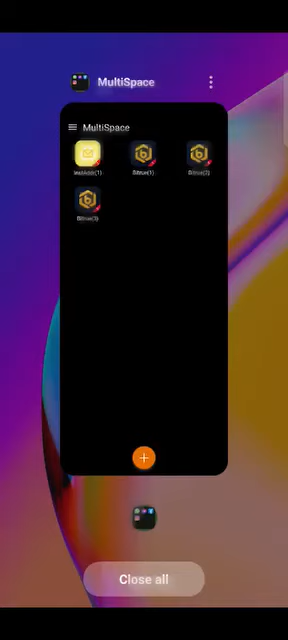 MultiSpace
MultiSpace
Bitrue(1)
Bitrue(2)
Bitrue(3)
Close all